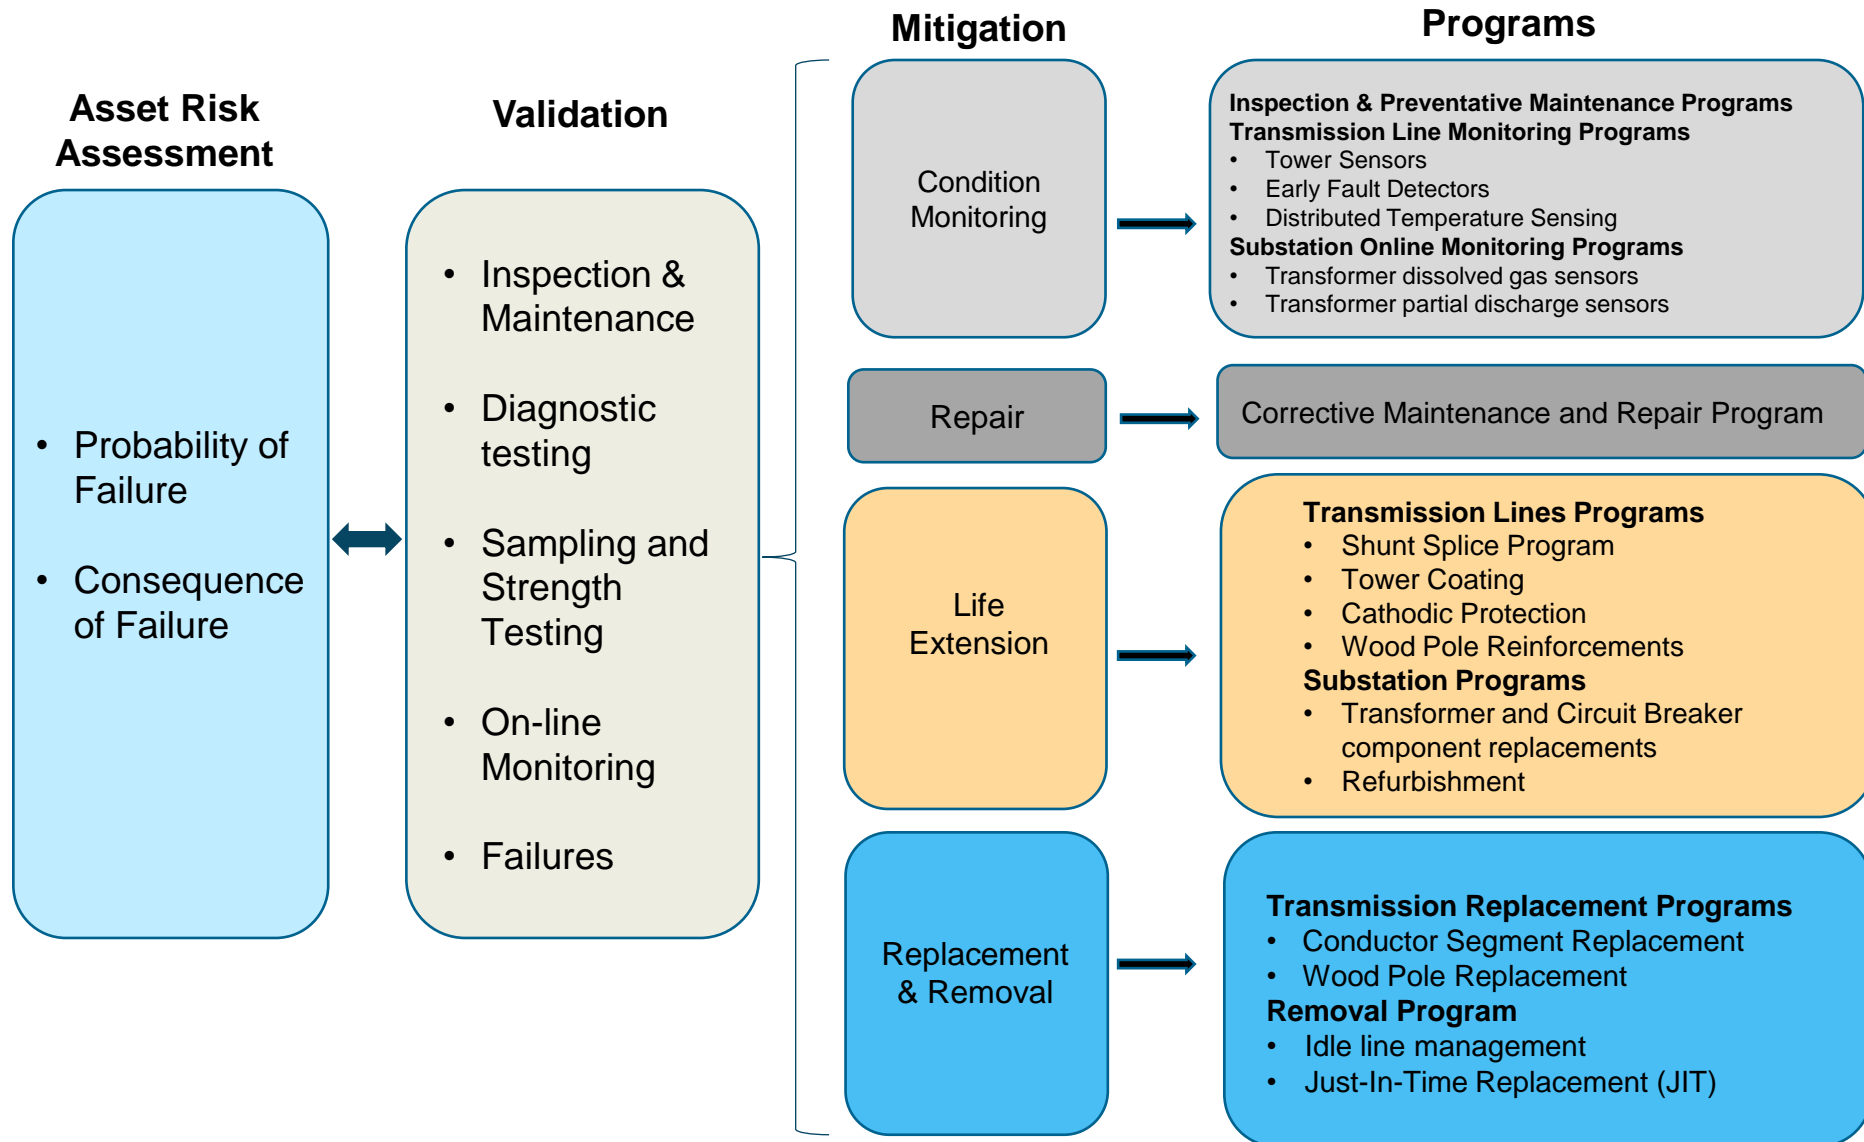 Asset Risk
Assessment
• Probability of
Failure
• Consequence
of Failure
Validation
• Inspection &
Maintenance
• Diagnostic
testing
• Sampling and
Strength
Testing
• On-line
Monitoring
• Failures
Mitigation
Programs
Condition
Monitoring
Inspection & Preventative Maintenance Programs
Transmission Line Monitoring Programs
• Tower Sensors
• Early Fault Detectors
• Distributed Temperature Sensing
Substation Online Monitoring Programs
• Transformer dissolved gas sensors
• Transformer partial discharge sensors
Repair
Corrective Maintenance and Repair Program
Life
Extension
Transmission Lines Programs
• Shunt Splice Program
• Tower Coating
• Cathodic Protection
• Wood Pole Reinforcements
Substation Programs
• Transformer and Circuit Breaker
component replacements
• Refurbishment
Replacement
& Removal
Transmission Replacement Programs
• Conductor Segment Replacement
• Wood Pole Replacement
Removal Program
• Idle line management
• Just-In-Time Replacement (JIT)